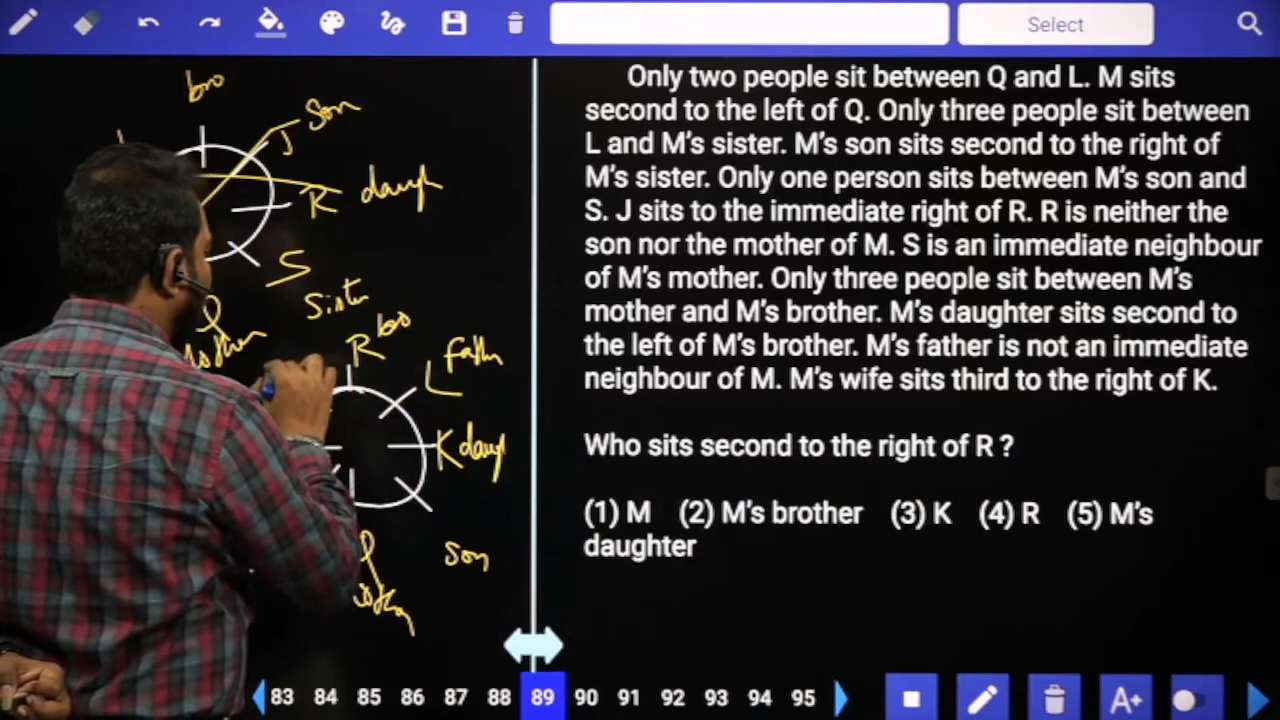 Select
bro
J Son
R daugh
S
Sister
R bro
L Father
K daugh
Son
Only two people sit between Q and L. M sits
second to the left of Q. Only three people sit between
L and M's sister. M's son sits second to the right of
M's sister. Only one person sits between M's son and
S. J sits to the immediate right of R. R is neither the
son nor the mother of M. S is an immediate neighbour
of M's mother. Only three people sit between M's
mother and M's brother. M's daughter sits second to
the left of M's brother. M's father is not an immediate
neighbour of M. M's wife sits third to the right of K.
Who sits second to the right of R ?
(1) M (2) M's brother (3) K (4) R (5) M's
daughter
83 84 85 86 87 88 89 90 91 92 93 94 95
A+